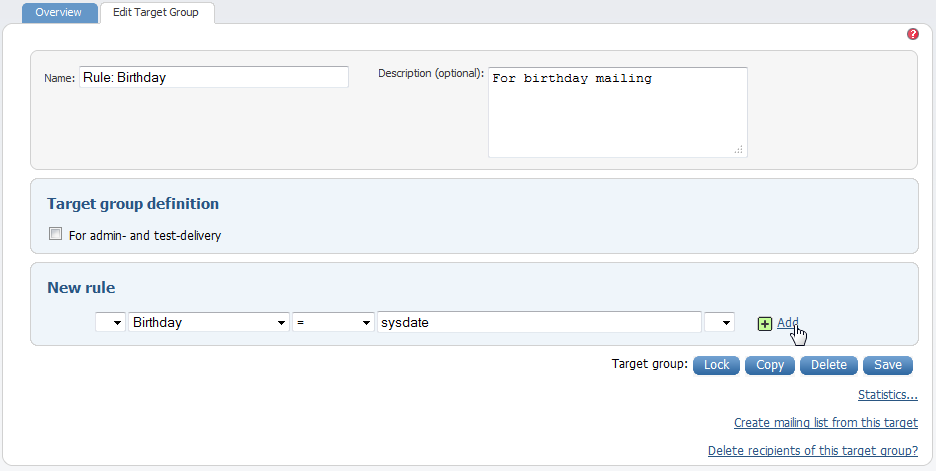 Overview
Edit Target Group
?
Name: Rule: Birthday
Description (optional): For birthday mailing
Target group definition
For admin- and test-delivery
New rule
Birthday = sysdate Add
Target group: Lock Copy Delete Save
Statistics...
Create mailing list from this target
Delete recipients of this target group?